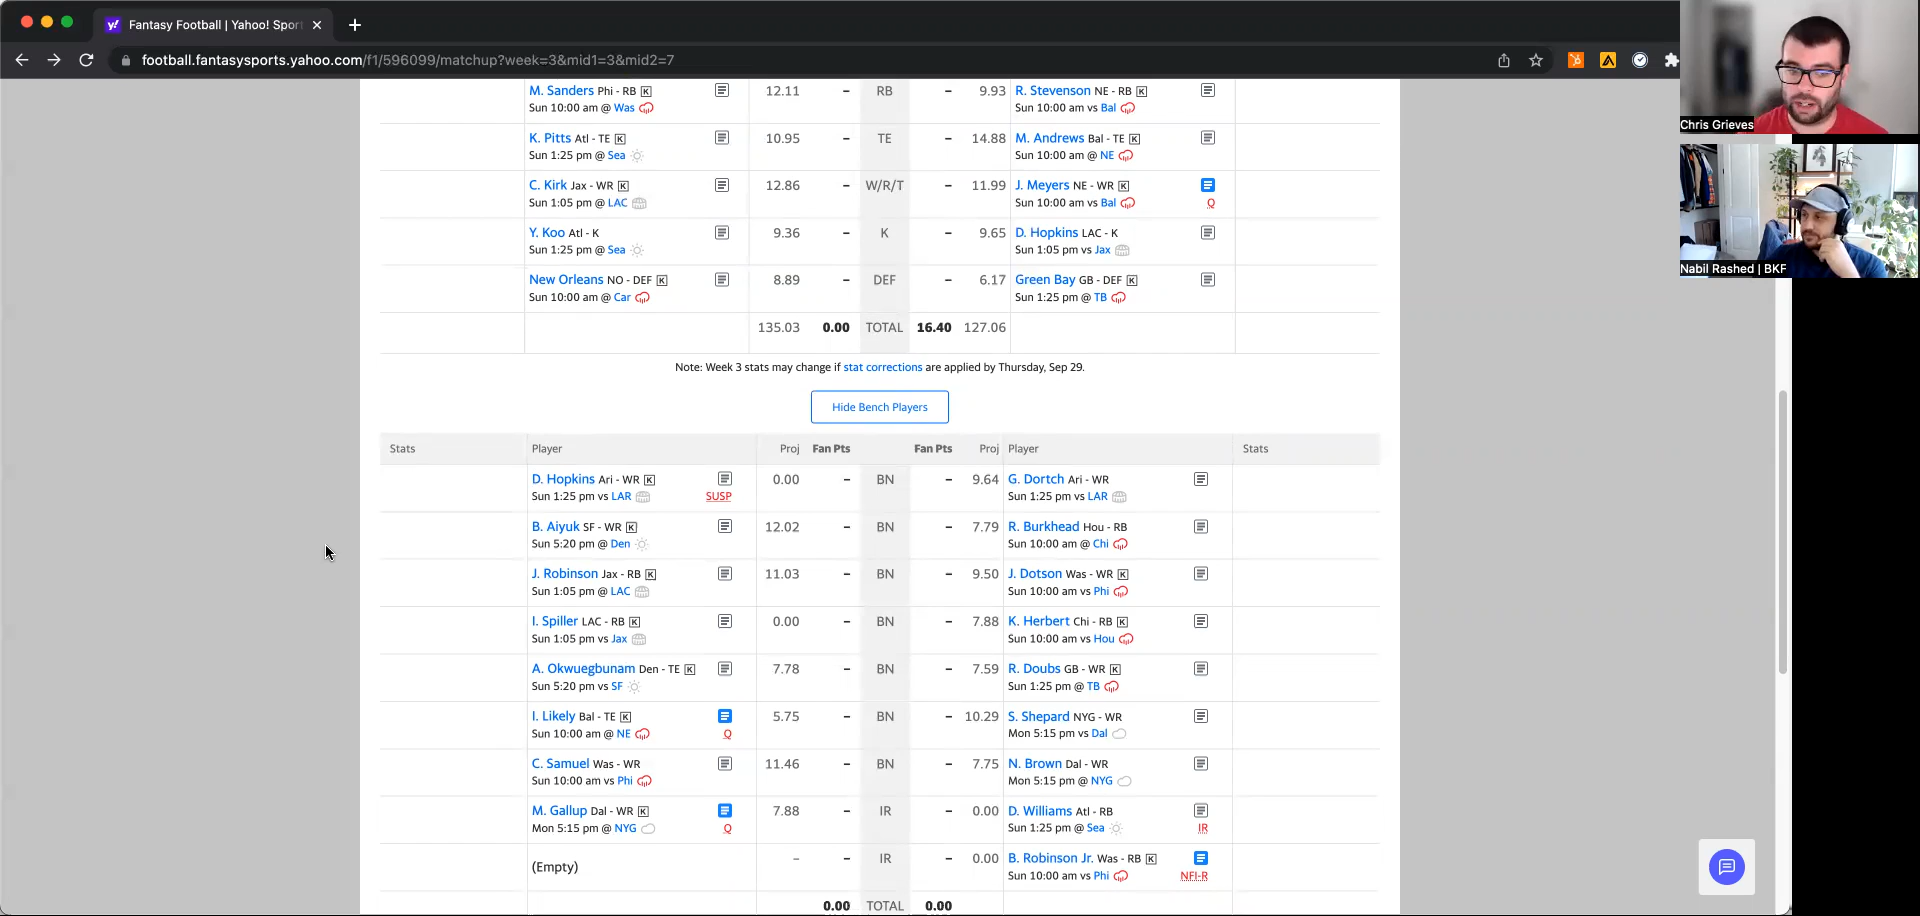 Fantasy Football | Yahoo! Spor
football.fantasysports.yahoo.com/f1/596099/matchup?week=3&mid1=3&mid2=7
Chris Grieves
Nabil Rashed | BKF
M. Sanders Phi - RB K 12.11 – RB – 9.93 R. Stevenson NE - RB K
Sun 10:00 am @ Was Sun 10:00 am vs Bal
K. Pitts Atl - TE K 10.95 – TE – 14.88 M. Andrews Bal - TE K
Sun 1:25 pm @ Sea Sun 10:00 am @ NE
C. Kirk Jax - WR K 12.86 – W/R/T – 11.99 J. Meyers NE - WR K
Sun 1:05 pm @ LAC Sun 10:00 am vs Bal Q
Y. Koo Atl - K 9.36 – K – 9.65 D. Hopkins LAC - K
Sun 1:25 pm @ Sea Sun 1:05 pm vs Jax
New Orleans NO - DEF K 8.89 – DEF – 6.17 Green Bay GB - DEF K
Sun 10:00 am @ Car Sun 1:25 pm @ TB
135.03 0.00 TOTAL 16.40 127.06
Note: Week 3 stats may change if stat corrections are applied by Thursday, Sep 29.
Hide Bench Players
Stats Player Proj Fan Pts Fan Pts Proj Player Stats
D. Hopkins Ari - WR K 0.00 – BN – 9.64 G. Dortch Ari - WR
Sun 1:25 pm vs LAR SUSP Sun 1:25 pm vs LAR
B. Aiyuk SF - WR K 12.02 – BN – 7.79 R. Burkhead Hou - RB
Sun 5:20 pm @ Den Sun 10:00 am @ Chi
J. Robinson Jax - RB K 11.03 – BN – 9.50 J. Dotson Was - WR K
Sun 1:05 pm @ LAC Sun 10:00 am vs Phi
I. Spiller LAC - RB K 0.00 – BN – 7.88 K. Herbert Chi - RB K
Sun 1:05 pm vs Jax Sun 10:00 am vs Hou
A. Okwuegbunam Den - TE K 7.78 – BN – 7.59 R. Doubs GB - WR K
Sun 5:20 pm vs SF Sun 1:25 pm @ TB
I. Likely Bal - TE K 5.75 – BN – 10.29 S. Shepard NYG - WR
Sun 10:00 am @ NE Q Mon 5:15 pm vs Dal
C. Samuel Was - WR 11.46 – BN – 7.75 N. Brown Dal - WR
Sun 10:00 am vs Phi Mon 5:15 pm @ NYG
M. Gallup Dal - WR K 7.88 – IR – 0.00 D. Williams Atl - RB
Mon 5:15 pm @ NYG Q Sun 1:25 pm @ Sea IR
(Empty) – – IR – 0.00 B. Robinson Jr. Was - RB K
Sun 10:00 am vs Phi NFI-R
0.00 TOTAL 0.00